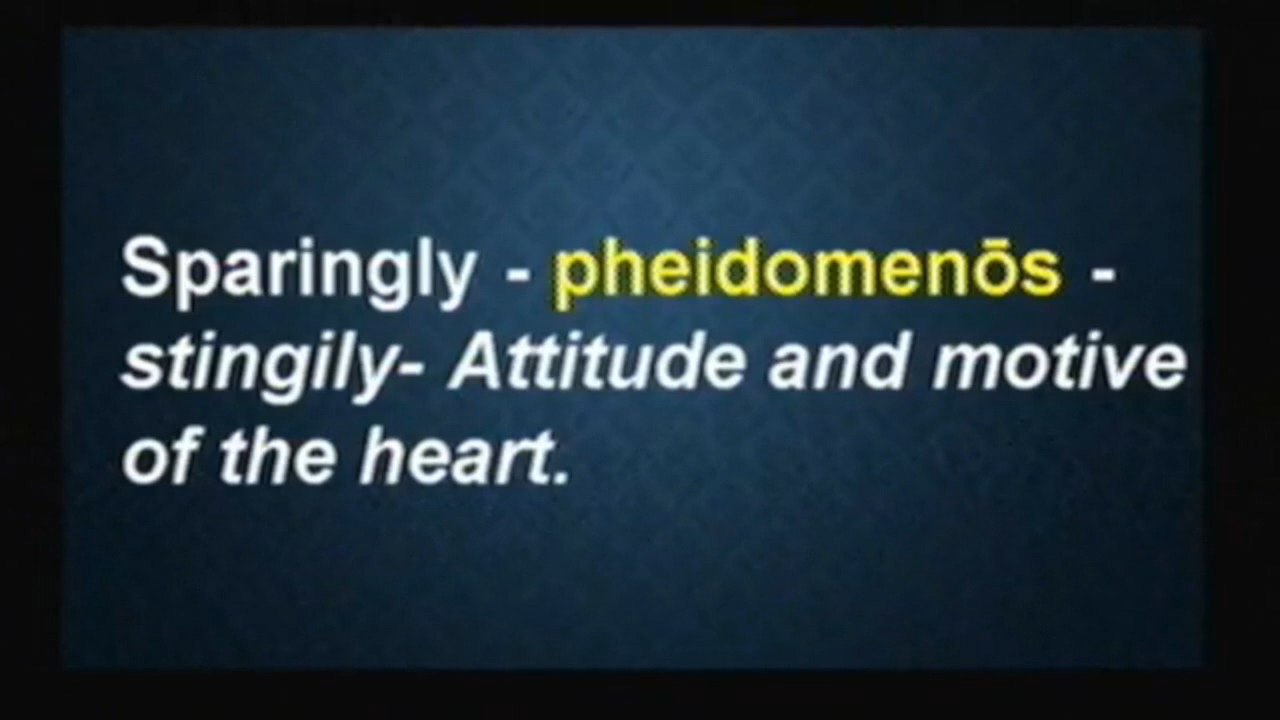 Sparingly - pheidomenōs -
stingily- Attitude and motive
of the heart.